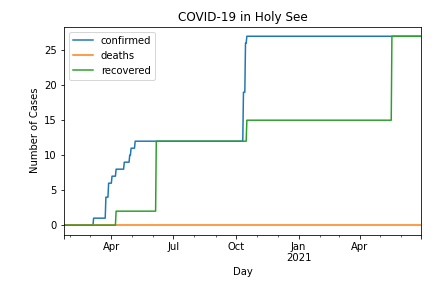 COVID-19 in Holy See
confirmed
deaths
recovered
Number of Cases
25
20
15
10
5
0
Apr
Jul
Oct
Jan
2021
Apr
Day